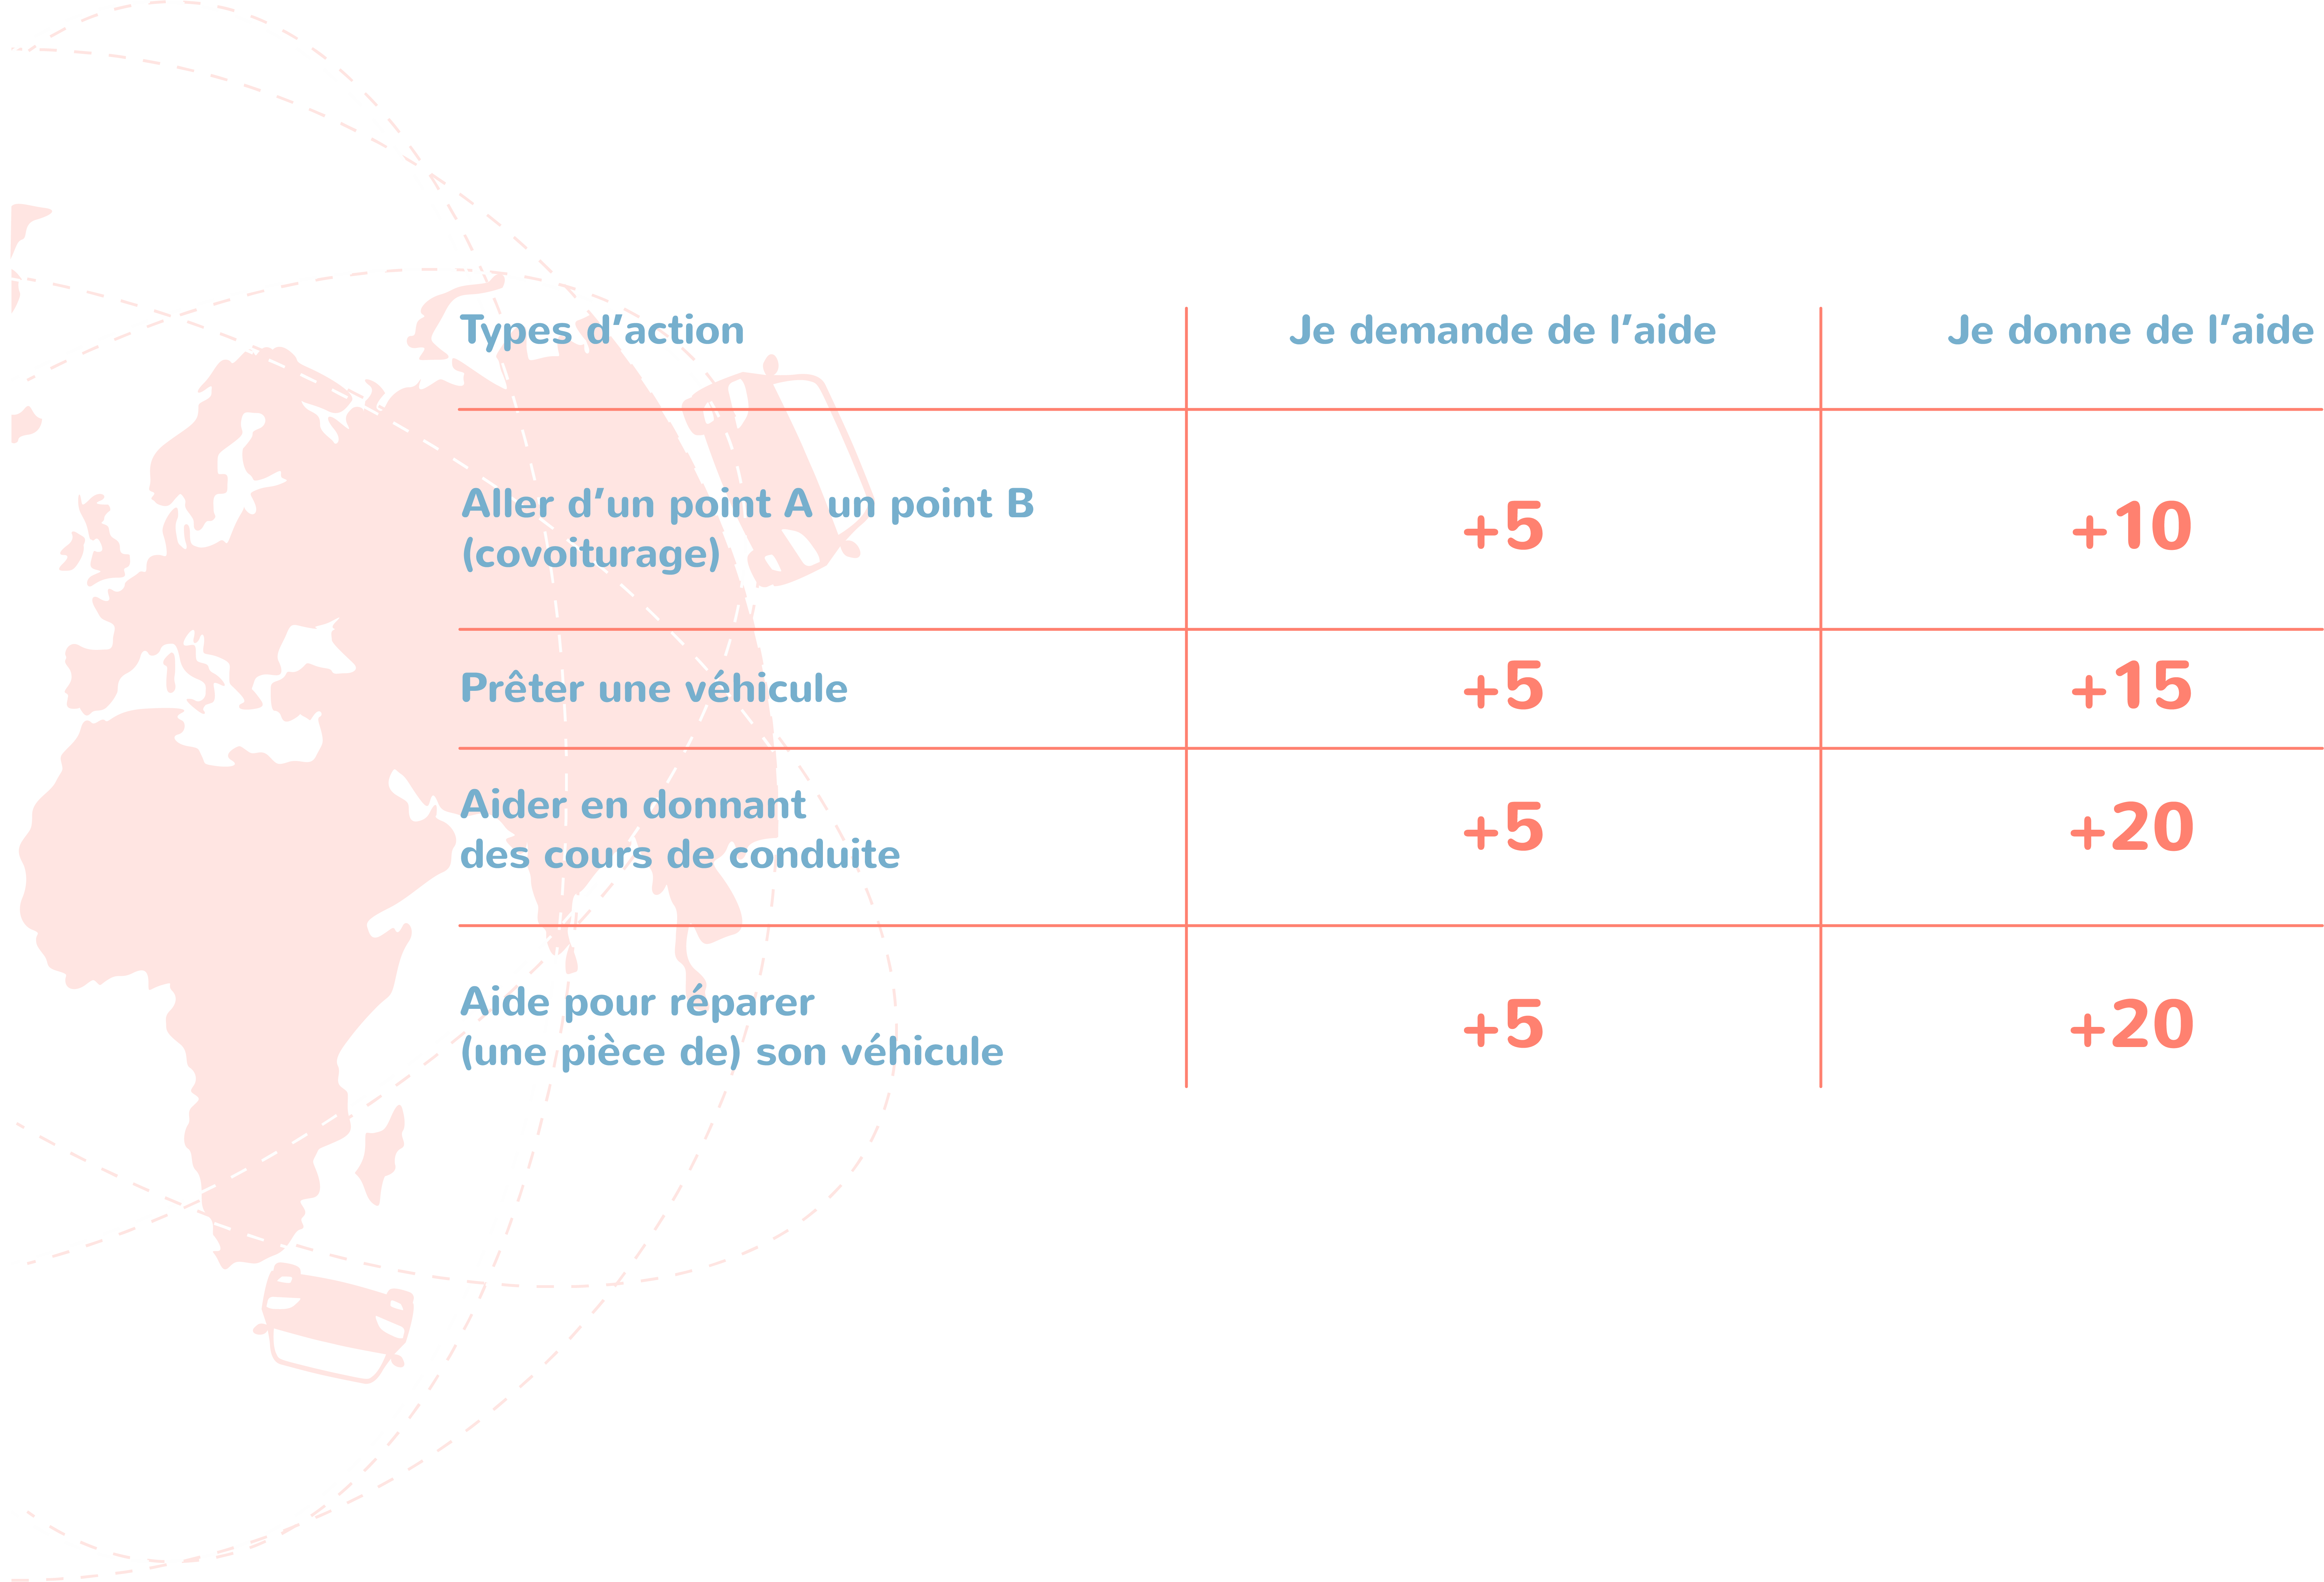 Types d’action
Je demande de l’aide
Je donne de l’aide
Aller d’un point A un point B
(covoiturage)
+5
+10
Prêter une véhicule
+5
+15
Aider en donnant
des cours de conduite
+5
+20
Aide pour réparer
(une pièce de) son véhicule
+5
+20